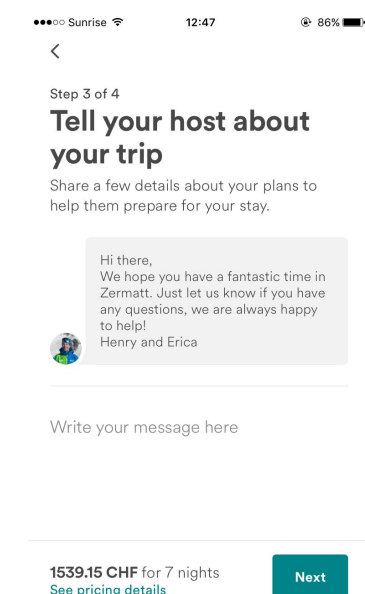 ●●●○○ Sunrise 12:47 86%
Step 3 of 4
Tell your host about
your trip
Share a few details about your plans to
help them prepare for your stay.
Hi there,
We hope you have a fantastic time in
Zermatt. Just let us know if you have
any questions, we are always happy
to help!
Henry and Erica
Write your message here
1539.15 CHF for 7 nights
See pricing details
Next